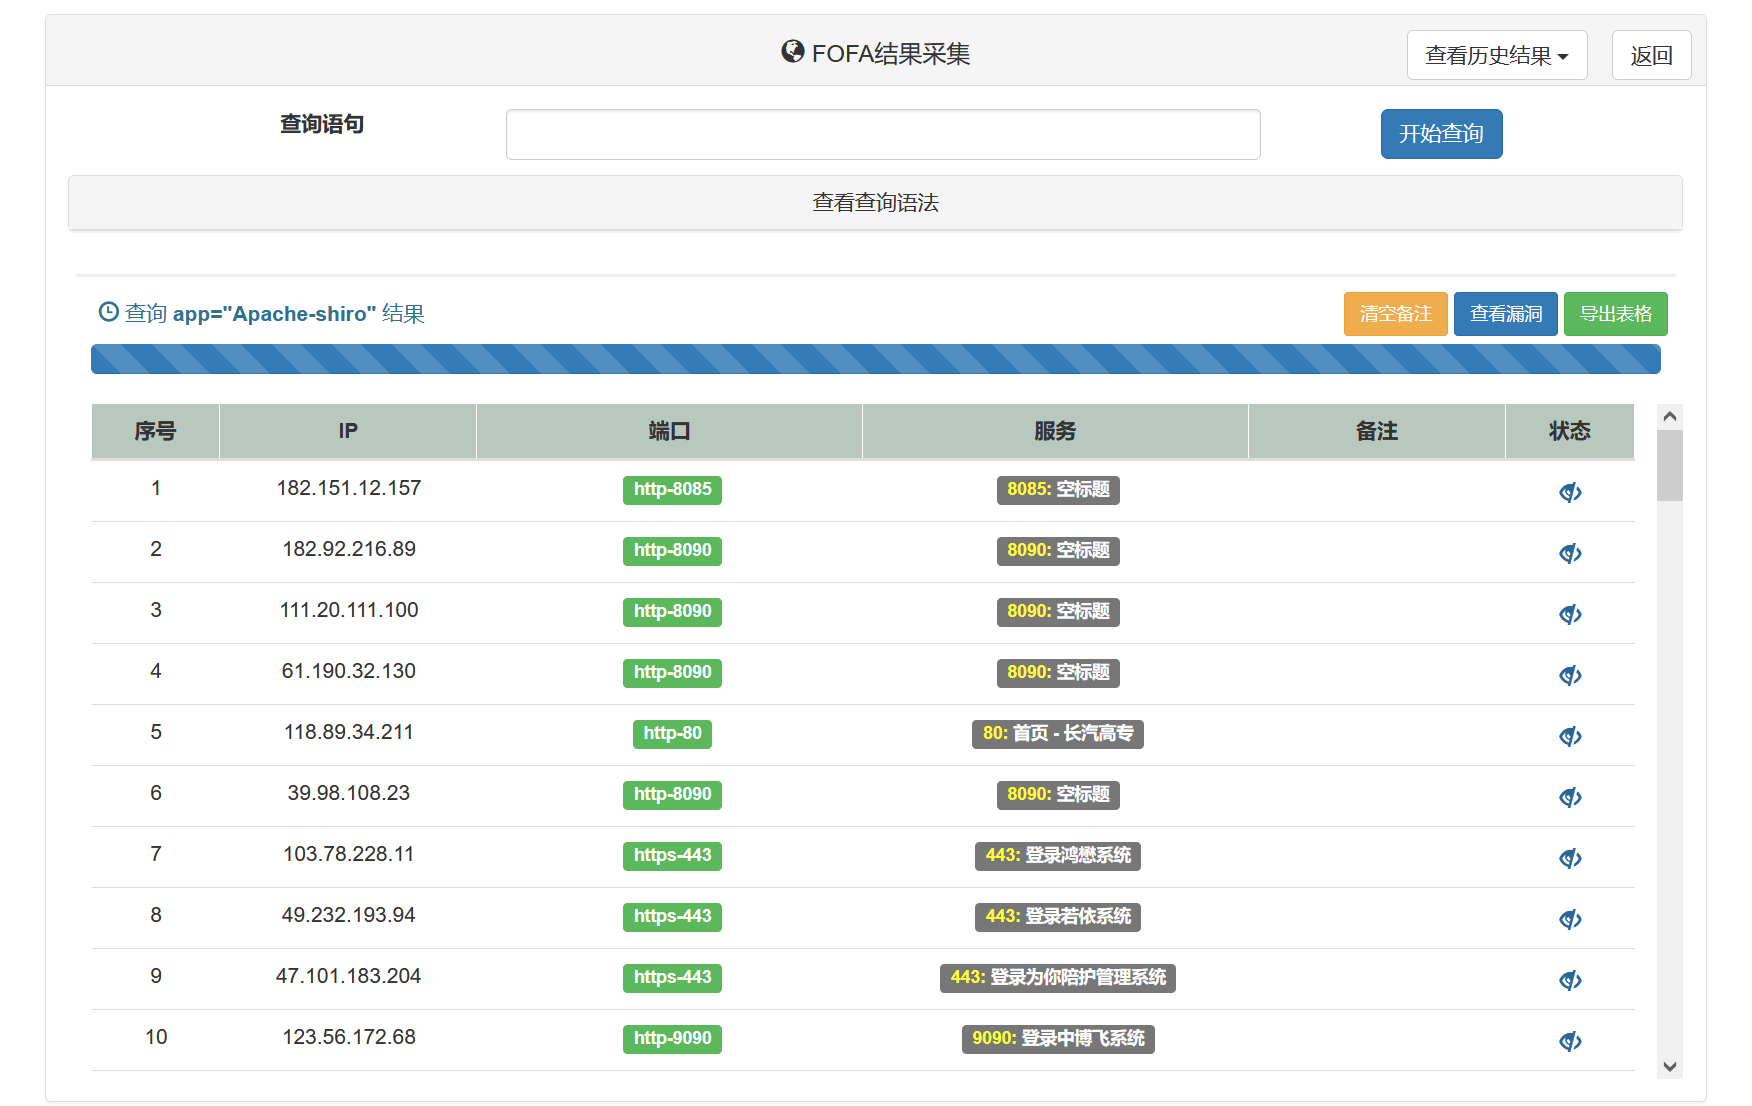 FOFA结果采集
查看历史结果
返回
查询语句
开始查询
查看查询语法
查询 app="Apache-shiro" 结果
清空备注
查看漏洞
导出表格
序号 IP 端口 服务 备注 状态
1 182.151.12.157 http-8085 8085: 空标题
2 182.92.216.89 http-8090 8090: 空标题
3 111.20.111.100 http-8090 8090: 空标题
4 61.190.32.130 http-8090 8090: 空标题
5 118.89.34.211 http-80 80: 首页 - 长汽高专
6 39.98.108.23 http-8090 8090: 空标题
7 103.78.228.11 https-443 443: 登录鸿懋系统
8 49.232.193.94 https-443 443: 登录若依系统
9 47.101.183.204 https-443 443: 登录为你陪护管理系统
10 123.56.172.68 http-9090 9090: 登录中博飞系统